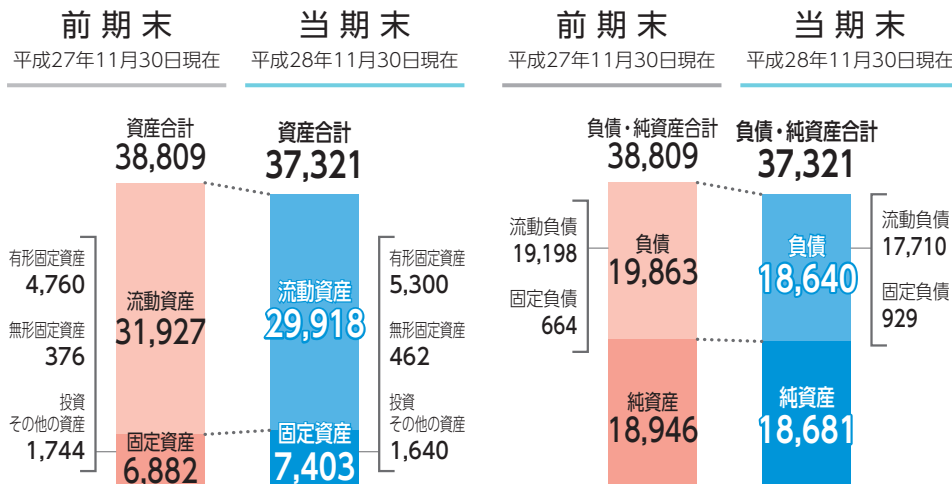 前期末
平成27年11月30日現在
当期末
平成28年11月30日現在
資産合計
38,809
資産合計
37,321
有形固定資産
4,760
無形固定資産
376
投資
その他の資産
1,744
流動資産
31,927
固定資産
6,882
流動資産
29,918
固定資産
7,403
有形固定資産
5,300
無形固定資産
462
投資
その他の資産
1,640
前期末
平成27年11月30日現在
当期末
平成28年11月30日現在
負債・純資産合計
38,809
負債・純資産合計
37,321
流動負債
19,198
固定負債
664
負債
19,863
純資産
18,946
負債
18,640
純資産
18,681
流動負債
17,710
固定負債
929